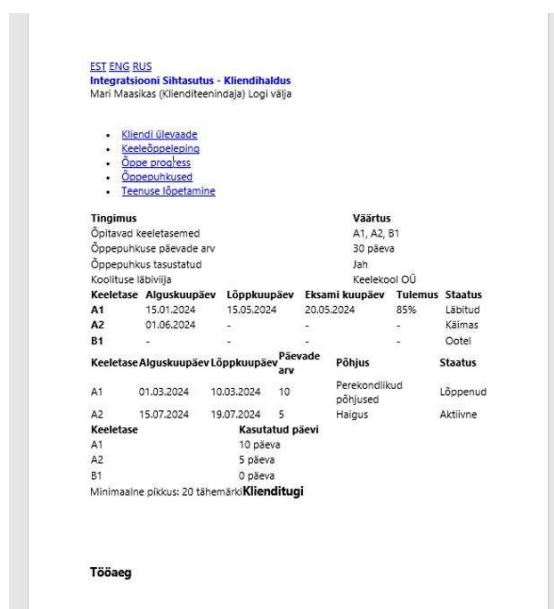 EST ENG RUS
Integratsiooni Sihtasutus - Kliendihaldus
Mari Maasikas (Klienditeenindaja) Logi välja
• Kliendi ülevaade
• Keeleõppeleping
• Õppe progress
• Õppepuhkused
• Teenuse lõpetamine
Tingimus Väärtus
Õpitavad keeletasemed A1, A2, B1
Õppepuhkuse päevade arv 30 päeva
Õppepuhkus tasustatud Jah
Koolituse läbiviija Keelekool OÜ
Keeletase Alguskuupäev Lõppkuupäev Eksami kuupäev Tulemus Staatus
A1 15.01.2024 15.05.2024 20.05.2024 85% Läbitud
A2 01.06.2024 - - - Käimas
B1 - - - - Ootel
Keeletase Alguskuupäev Lõppkuupäev Päevade arv Põhjus Staatus
A1 01.03.2024 10.03.2024 10 Perekondlikud põhjused Lõppenud
A2 15.07.2024 19.07.2024 5 Haigus Aktiivne
Keeletase Kasutatud päevi
A1 10 päeva
A2 5 päeva
B1 0 päeva
Minimaalne pikkus: 20 tähemärkiKlienditugi
Tööaeg